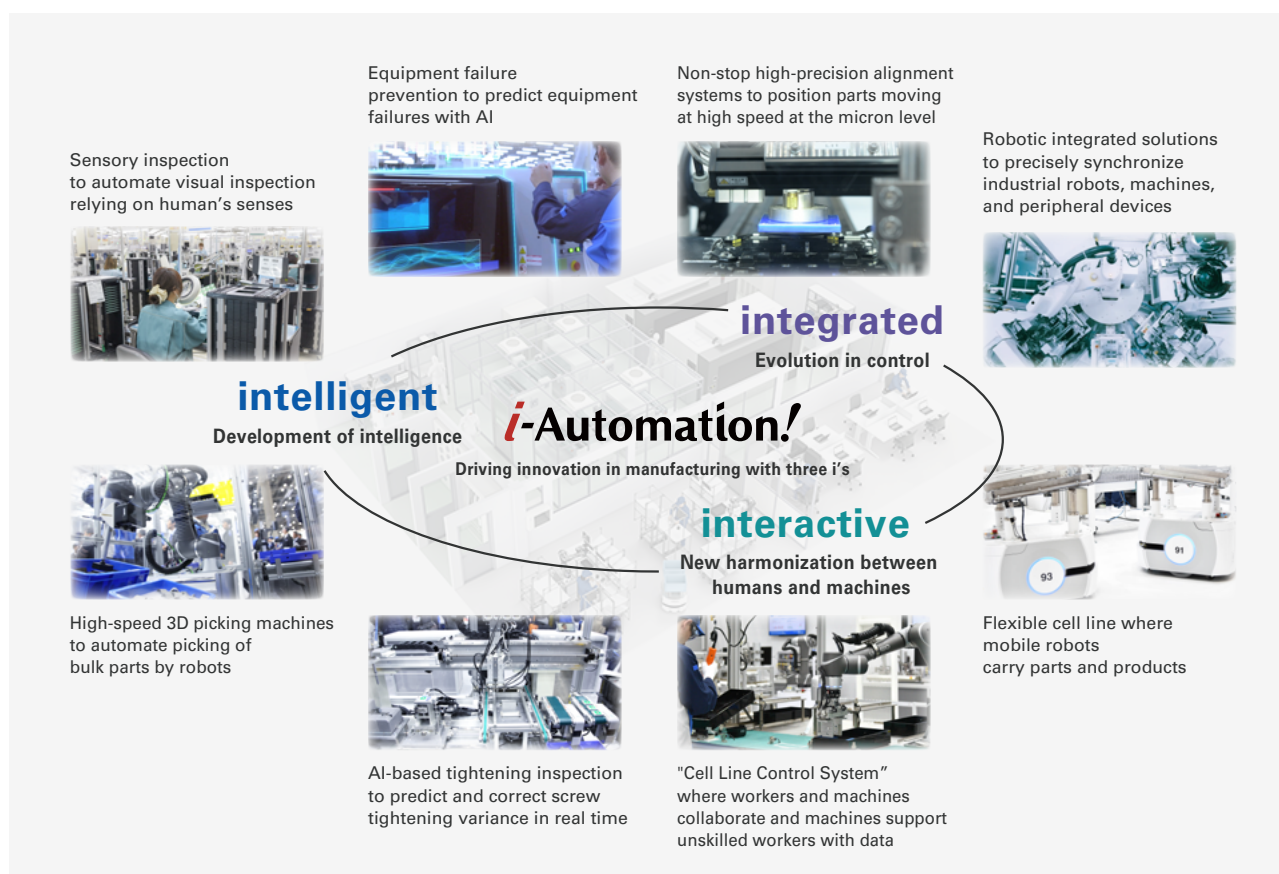 Equipment failure
prevention to predict equipment
failures with AI
Non-stop high-precision alignment
systems to position parts moving
at high speed at the micron level
Robotic integrated solutions
to precisely synchronize
industrial robots, machines,
and peripheral devices
Sensory inspection
to automate visual inspection
relying on human's senses
integrated
Evolution in control
intelligent
Development of intelligence
i-Automation!
Driving innovation in manufacturing with three i's
interactive
New harmonization between
humans and machines
93
91
High-speed 3D picking machines
to automate picking of
bulk parts by robots
Flexible cell line where
mobile robots
carry parts and products
AI-based tightening inspection
to predict and correct screw
tightening variance in real time
"Cell Line Control System”
where workers and machines
collaborate and machines support
unskilled workers with data